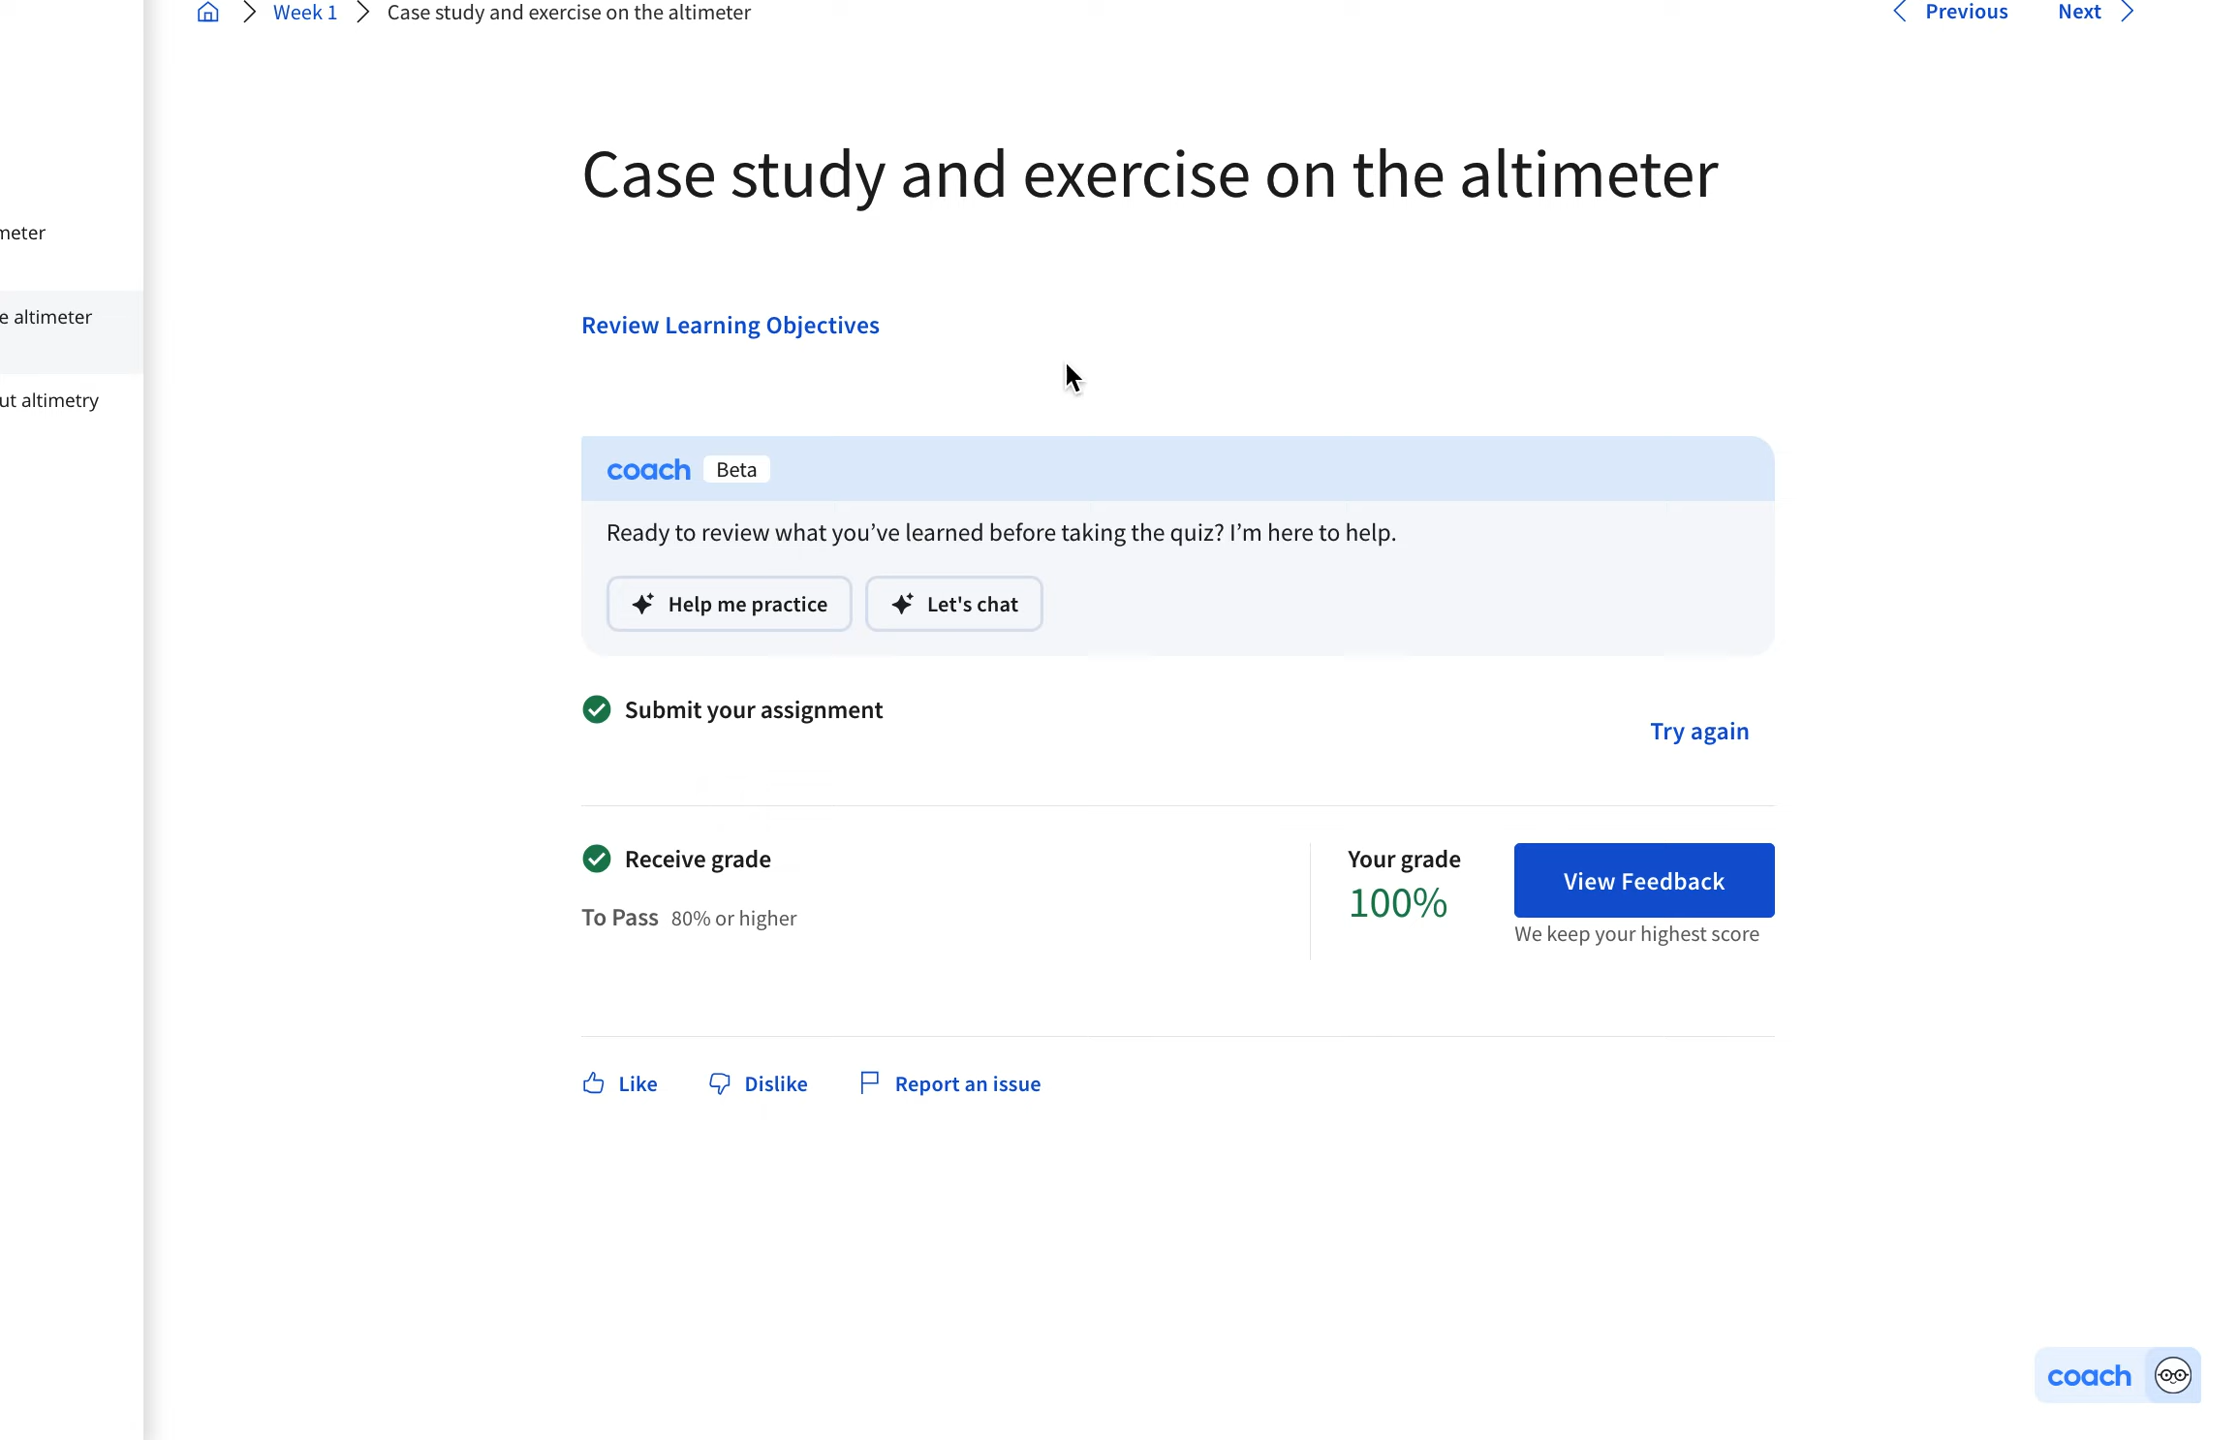 Week 1
Case study and exercise on the altimeter
Previous
Next
Case study and exercise on the altimeter
meter
e altimeter
ut altimetry
Review Learning Objectives
coach Beta
Ready to review what you’ve learned before taking the quiz? I’m here to help.
Help me practice
Let's chat
Submit your assignment
Try again
Receive grade
To Pass 80% or higher
Your grade
100%
View Feedback
We keep your highest score
Like
Dislike
Report an issue
coach